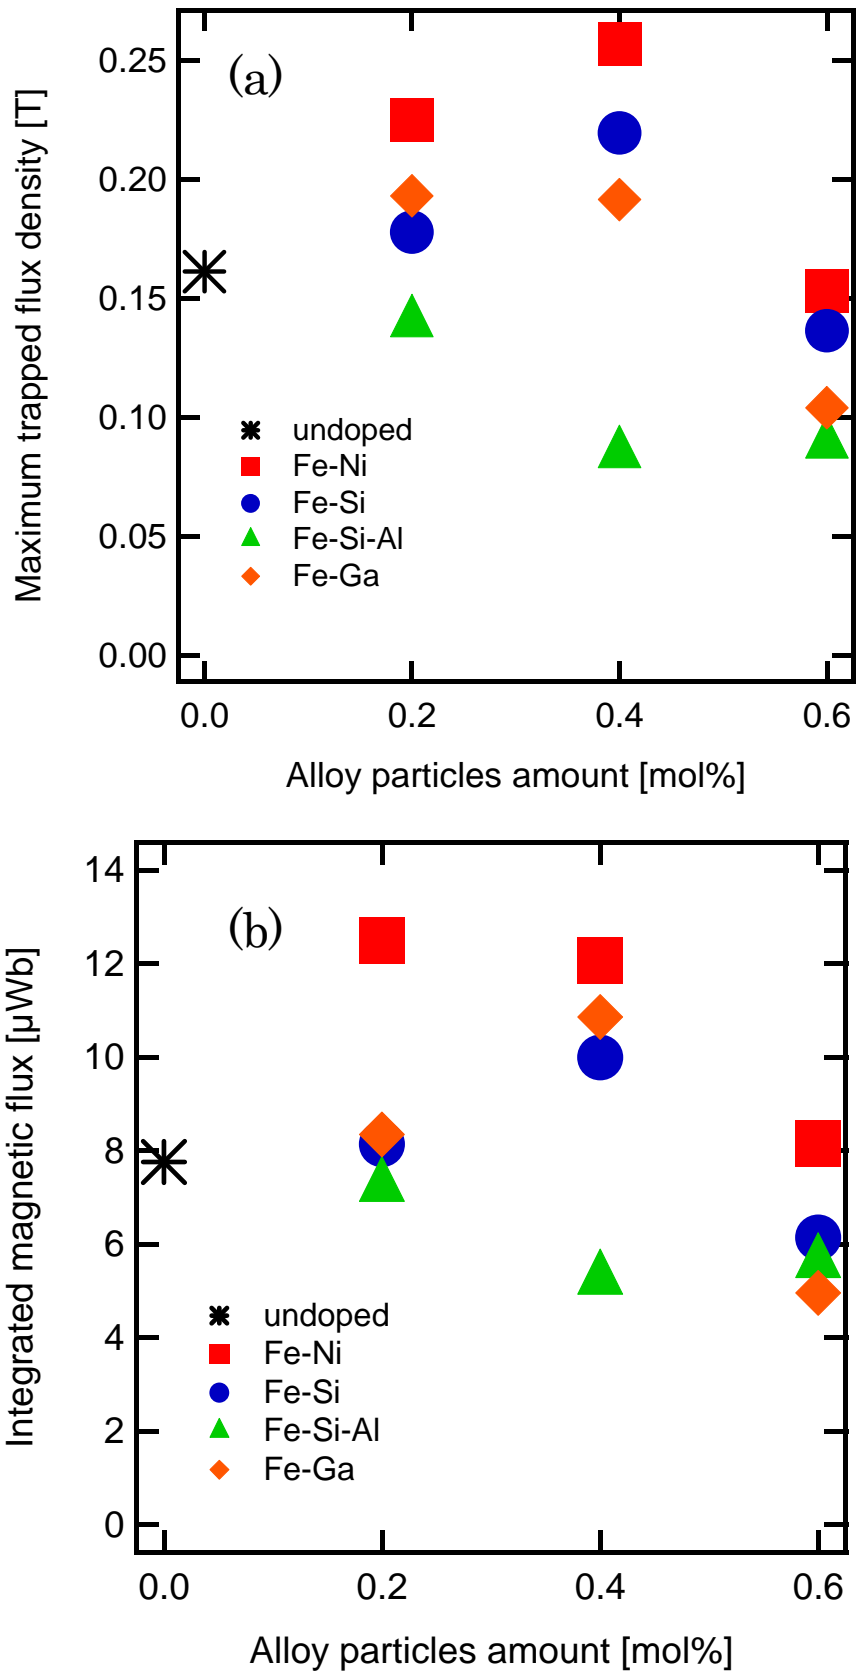 (a)
Maximum trapped flux density [T]
0.25
0.20
0.15
0.10
0.05
0.00
undoped
Fe-Ni
Fe-Si
Fe-Si-Al
Fe-Ga
0.0 0.2 0.4 0.6
Alloy particles amount [mol%]
(b)
Integrated magnetic flux [µWb]
14
12
10
8
6
4
2
0
undoped
Fe-Ni
Fe-Si
Fe-Si-Al
Fe-Ga
0.0 0.2 0.4 0.6
Alloy particles amount [mol%]